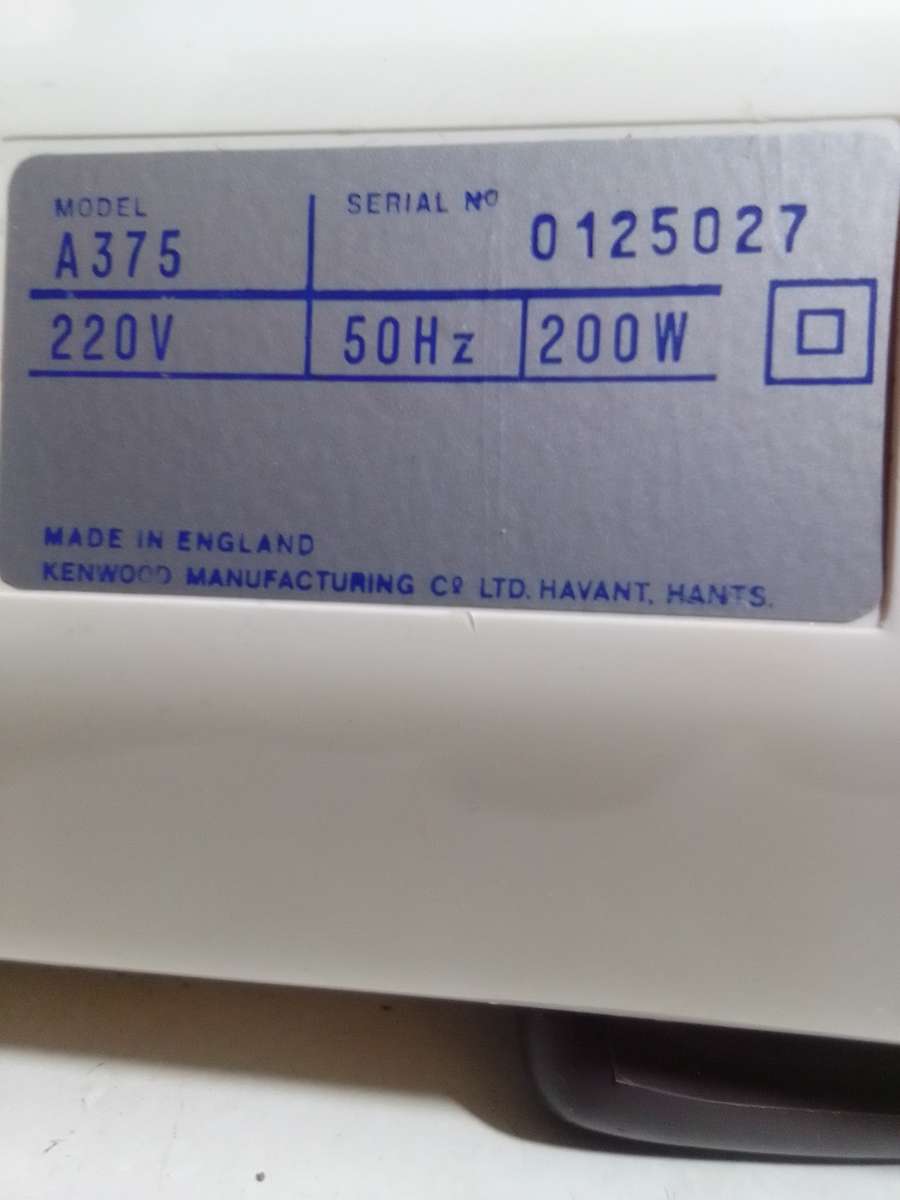 MODEL SERIAL Nº
A375 0125027
220V 50Hz 200W
MADE IN ENGLAND
KENWOOD MANUFACTURING Cº LTD. HAVANT, HANTS.